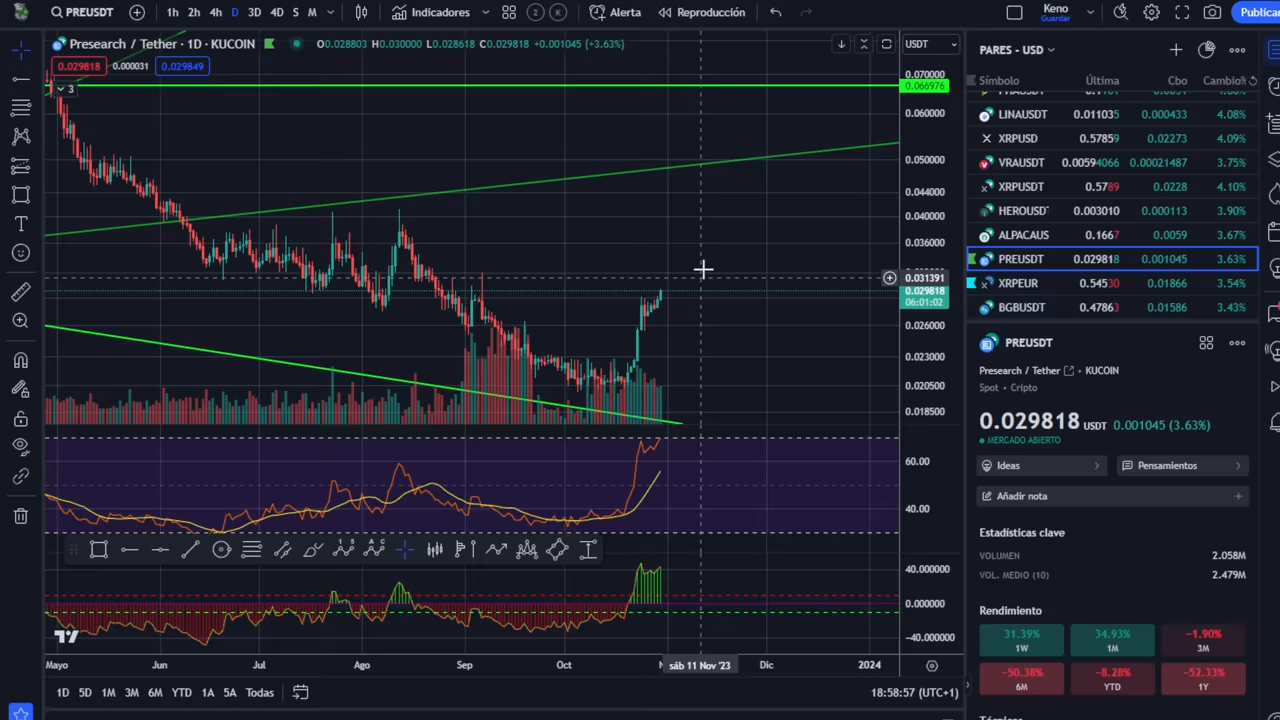 PREUSDT 1h 2h 4h D 3D 4D S M Indicadores 2 K Alerta Reproducción Keno Guardar Publicar
Presearch / Tether · 1D · KUCOIN O0.028803 H0.030000 L0.028618 C0.029818 +0.001045 (+3.63%)
0.029818 0.000031 0.029849
3
USDT
0.070000
0.066976
0.060000
0.050000
0.044000
0.040000
0.036000
0.031391
0.029818
06:01:02
0.026000
0.023000
0.020500
0.018500
60.00
40.00
1 S A C
40.000000
0.000000
−40.000000
Mayo Jun Jul Ago Sep Oct N sáb 11 Nov '23 Dic 2024
1D 5D 1M 3M 6M YTD 1A 5A Todas 18:58:57 (UTC+1)
PARES - USD
Símbolo Última Cbo Cambio%
LINAUSDT 0.011035 0.000433 4.08%
XRPUSD 0.57859 0.02273 4.09%
VRAUSDT 0.00594066 0.00021487 3.75%
XRPUSDT 0.5789 0.0228 4.10%
HEROUSD 0.003010 0.000113 3.90%
ALPACAUS 0.1667 0.0059 3.67%
PREUSDT 0.029818 0.001045 3.63%
XRPEUR 0.54530 0.01866 3.54%
BGBUSDT 0.47863 0.01586 3.43%
PREUSDT
Presearch / Tether · KUCOIN
Spot · Cripto
0.029818 USDT 0.001045 (3.63%)
MERCADO ABIERTO
Ideas Pensamientos
Añadir nota
Estadísticas clave
VOLUMEN 2.058M
VOL. MEDIO (10) 2.479M
Rendimiento
31.39% 34.93% −1.90%
1W 1M 3M
−50.38% −8.28% −52.33%
6M YTD 1Y